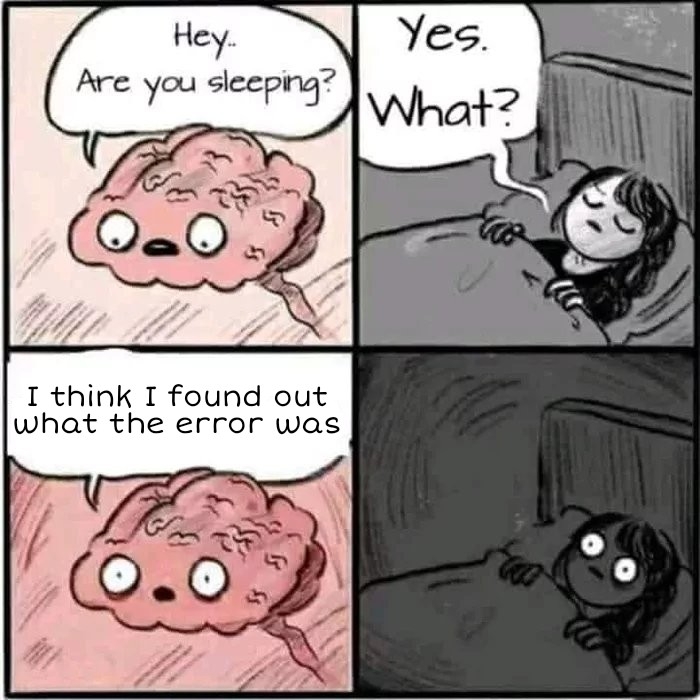 Hey..
Are you sleeping?
Yes.
What?
I think I found out
what the error was